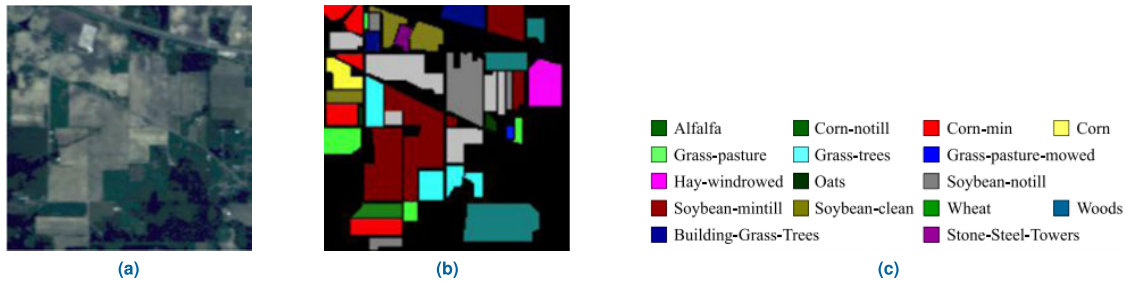 Alfalfa Corn-notill Corn-min Corn
Grass-pasture Grass-trees Grass-pasture-mowed
Hay-windrowed Oats Soybean-notill
Soybean-mintill Soybean-clean Wheat Woods
Building-Grass-Trees Stone-Steel-Towers
(a) (b) (c)